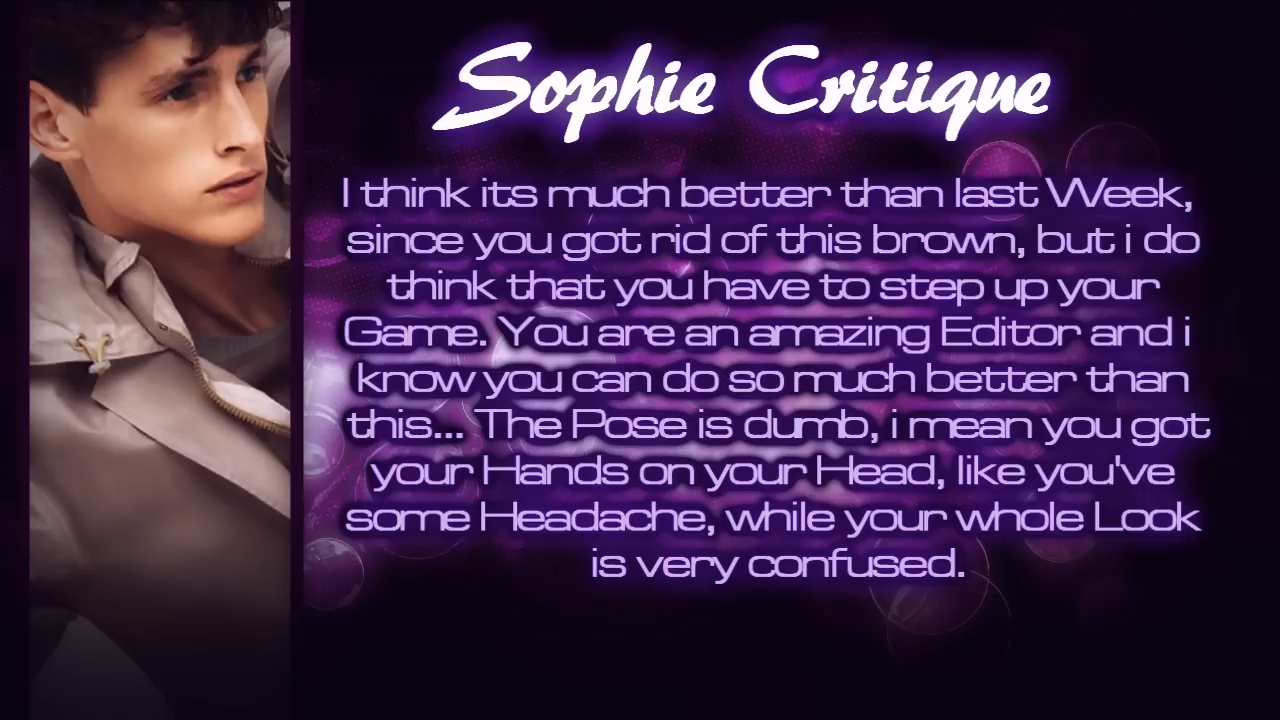 Sophie Critique
I think its much better than last Week,
since you got rid of this brown, but i do
think that you have to step up your
Game. You are an amazing Editor and i
know you can do so much better than
this... The Pose is dumb, i mean you got
your Hands on your Head, like you've
some Headache, while your whole Look
is very confused.